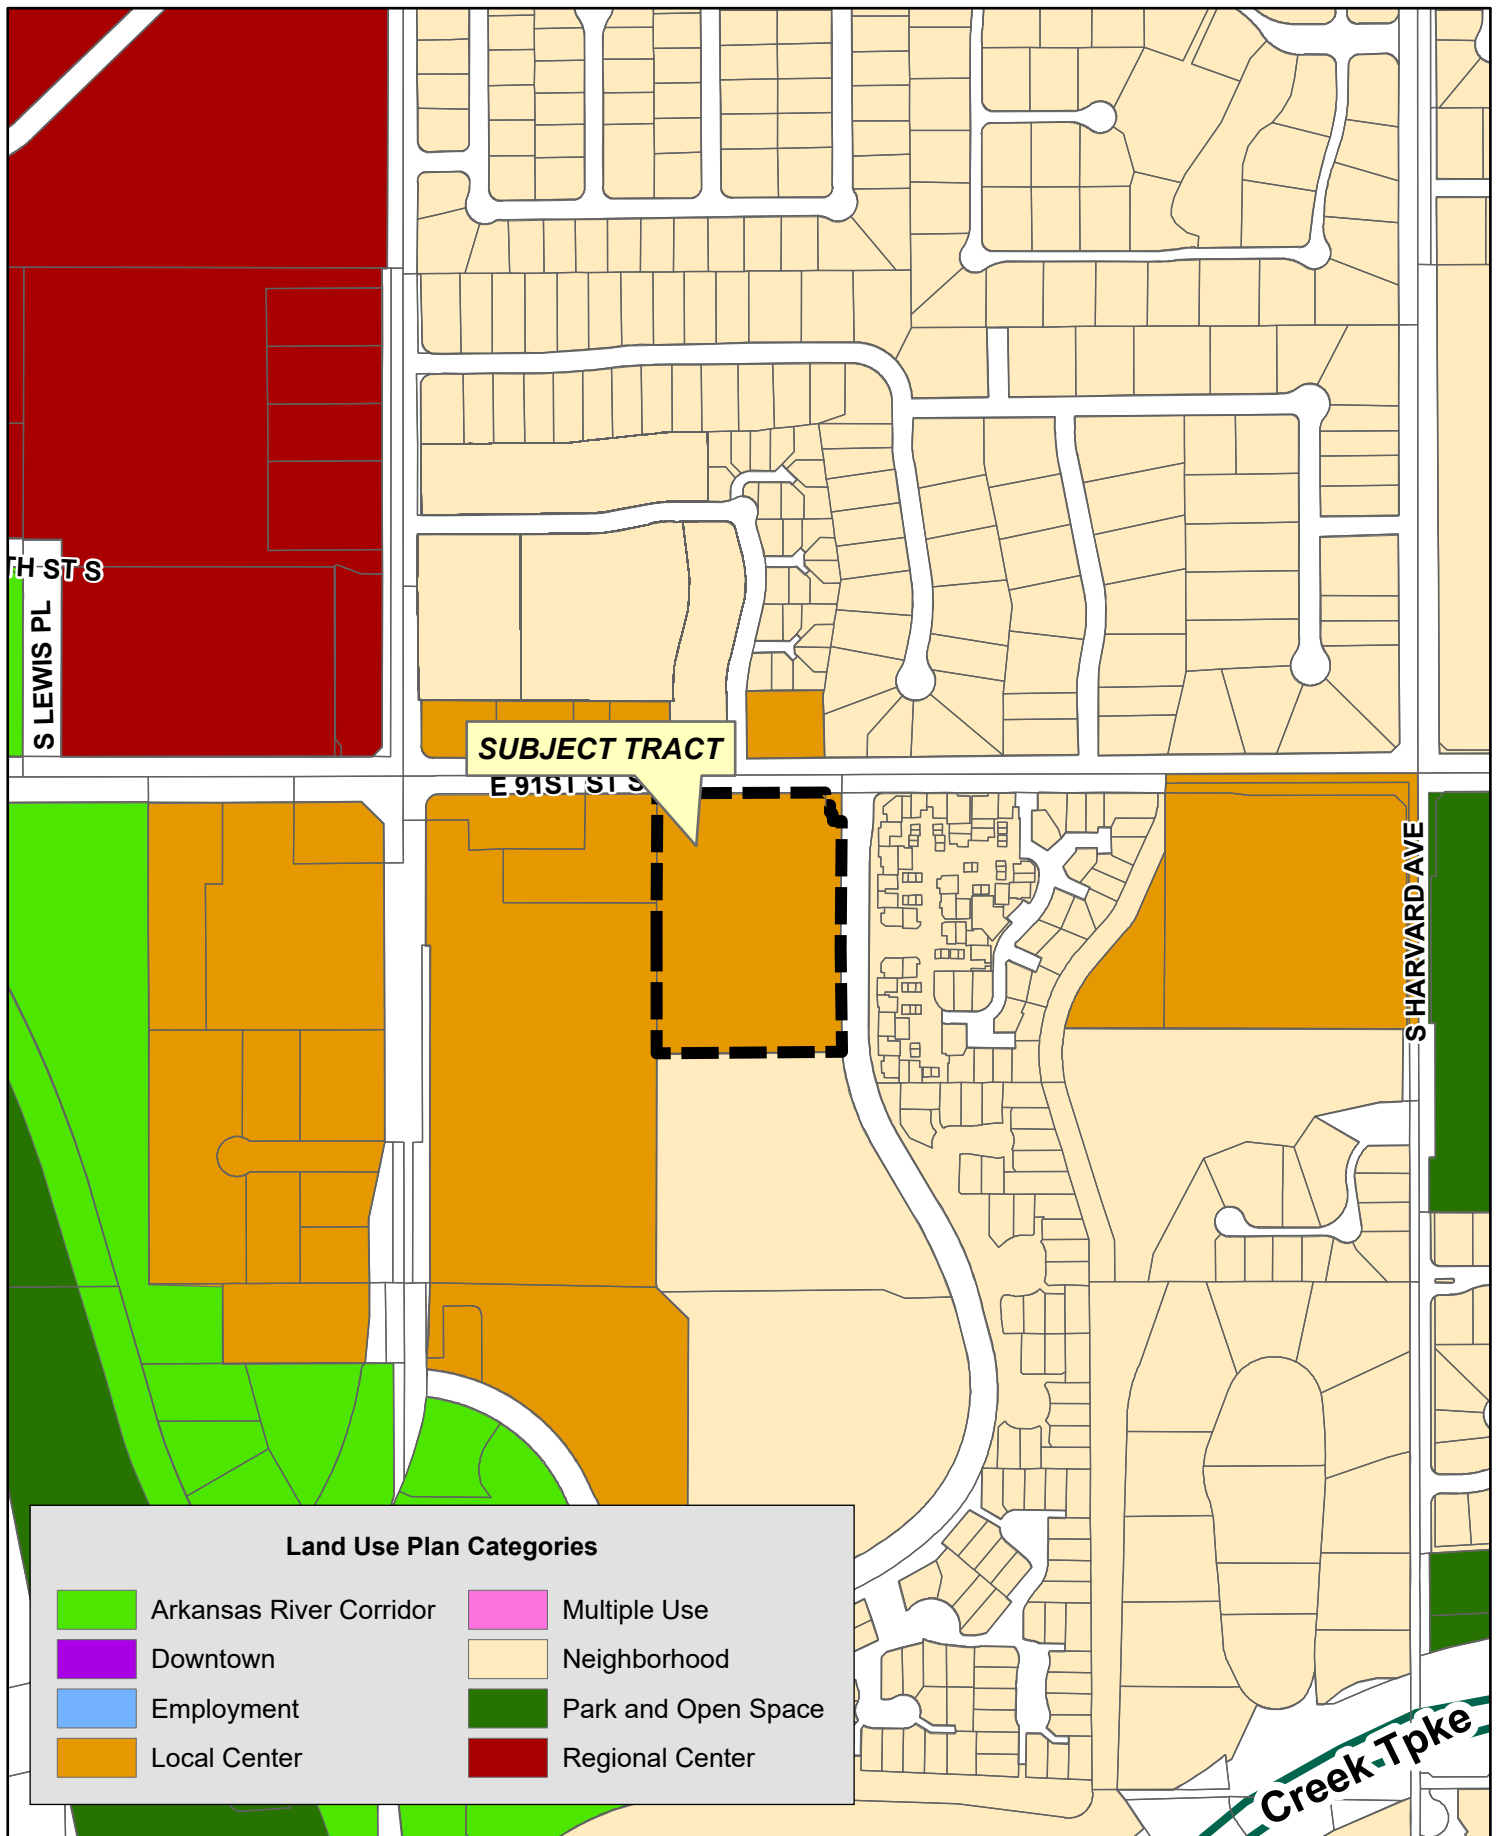 TH ST S
S LEWIS PL
SUBJECT TRACT
E 91ST ST S
S HARVARD AVE
Land Use Plan Categories
Arkansas River Corridor
Downtown
Employment
Local Center
Multiple Use
Neighborhood
Park and Open Space
Regional Center
Creek Tpke